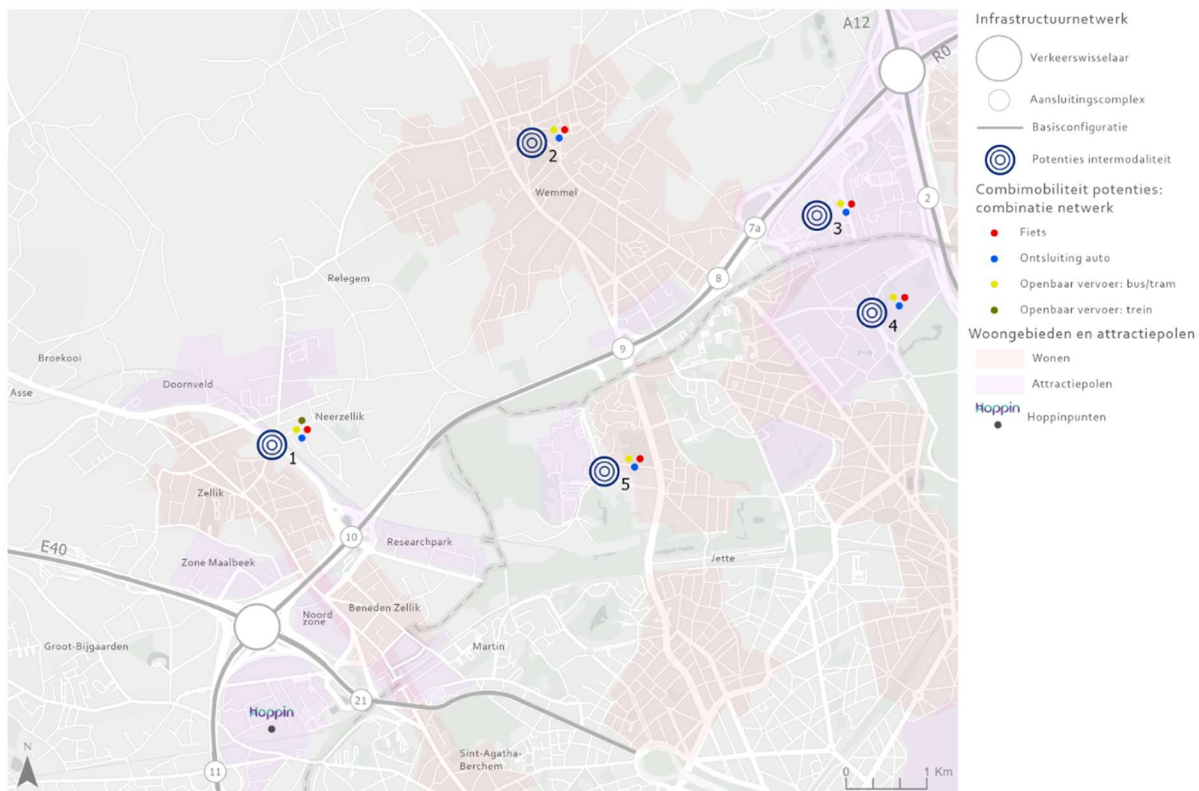 A12
R0
2
Wemmel
2
3
7a
8
Relegem
4
9
Broekooi
Doornveld
Asse
Neerzellik
1
5
Zellik
10
Researchpark
E40
Zone Maalbeek
Jette
Noord
zone
Beneden Zellik
Groot-Bijgaarden
Martin
21
Hoppin
Sint-Agatha-
Berchem
11
N
0
1 Km
Infrastructuurnetwerk
Verkeerswisselaar
Aansluitingscomplex
Basisconfiguratie
Potenties intermodaliteit
Combimobiliteit potenties:
combinatie netwerk
Fiets
Ontsluiting auto
Openbaar vervoer: bus/tram
Openbaar vervoer: trein
Woongebieden en attractiepolen
Wonen
Attractiepolen
Hoppin
Hoppinpunten